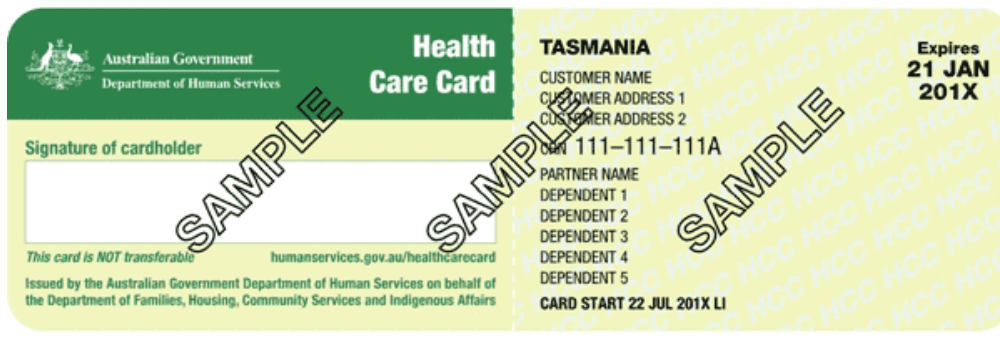 Australian Government
Department of Human Services
Health
Care Card
Signature of cardholder
This card is NOT transferable
humanservices.gov.au/healthcarecard
Issued by the Australian Government Department of Human Services on behalf of
the Department of Families, Housing, Community Services and Indigenous Affairs
TASMANIA
CUSTOMER NAME
CUSTOMER ADDRESS 1
CUSTOMER ADDRESS 2
CRN 111–111–111A
PARTNER NAME
DEPENDENT 1
DEPENDENT 2
DEPENDENT 3
DEPENDENT 4
DEPENDENT 5
CARD START 22 JUL 201X LI
Expires
21 JAN
201X
SAMPLE
SAMPLE
SAMPLE
HCC HCC HCC HCC